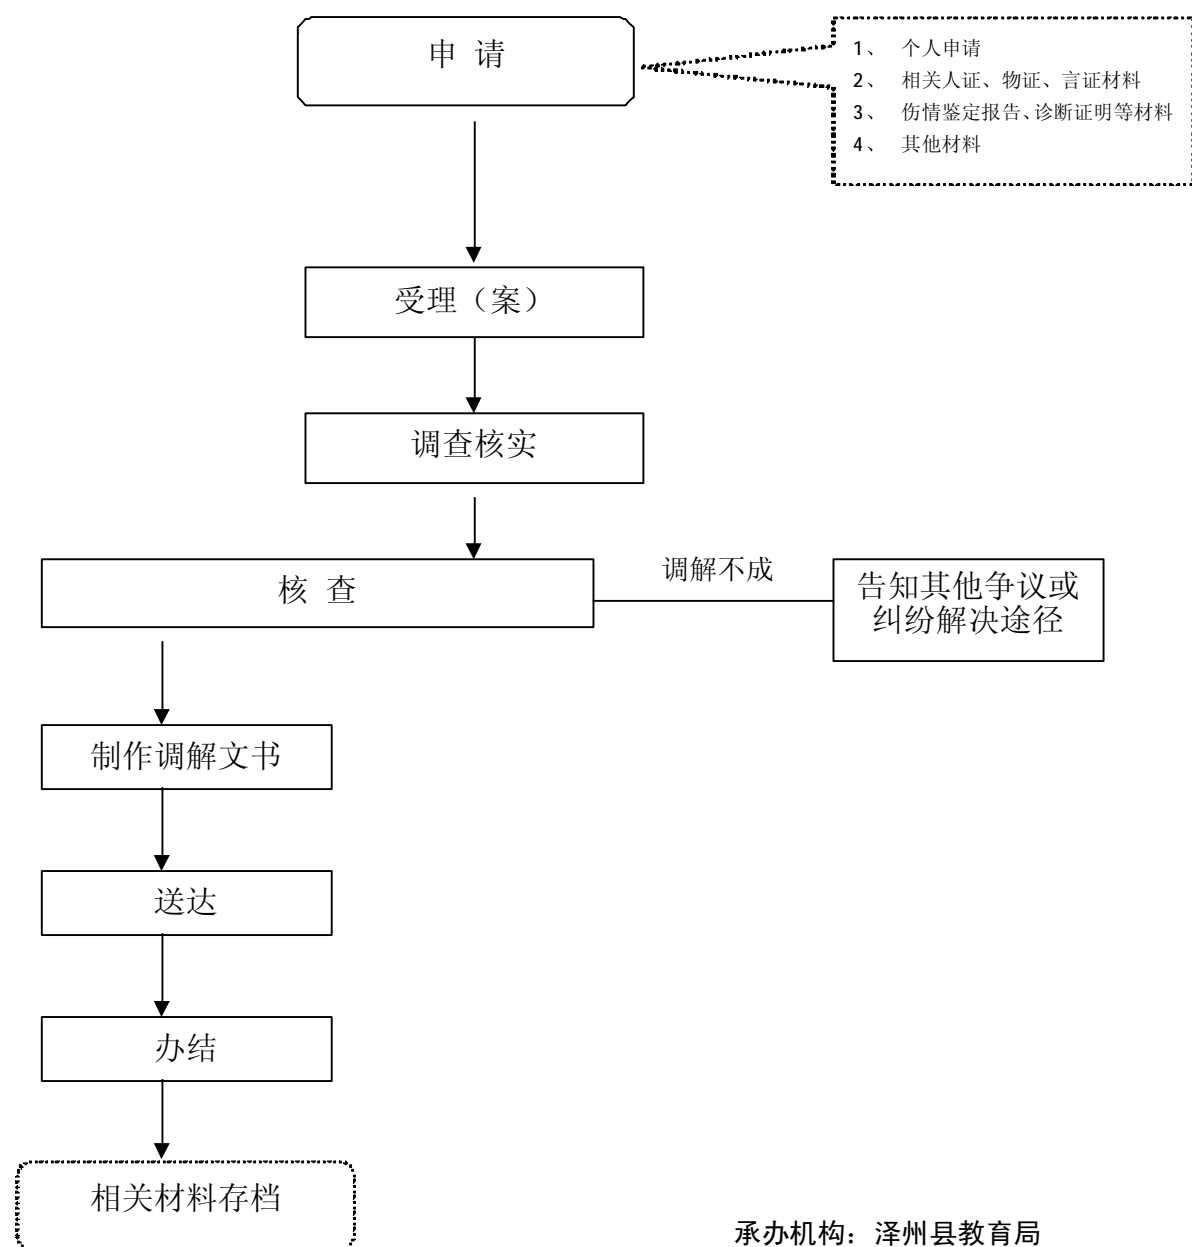 申 请
1、 个人申请
2、 相关人证、物证、言证材料
3、 伤情鉴定报告、诊断证明等材料
4、 其他材料
受理（案）
调查核实
核 查
调解不成
告知其他争议或
纠纷解决途径
制作调解文书
送达
办结
相关材料存档
承办机构：泽州县教育局